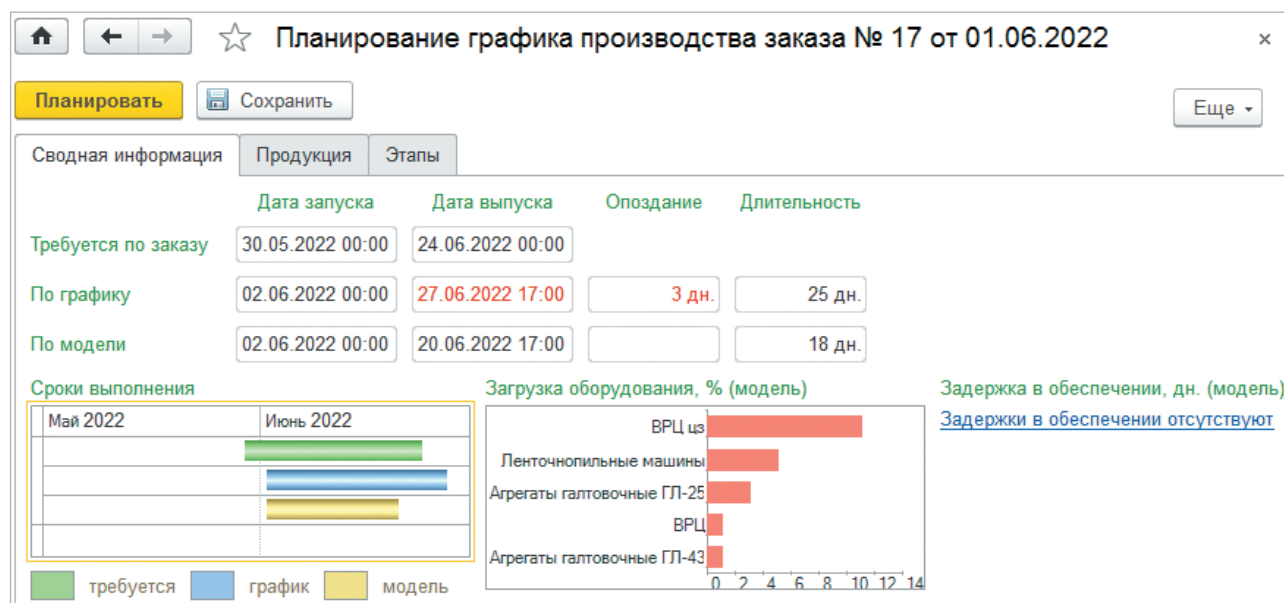 Планирование графика производства заказа № 17 от 01.06.2022 ×
Планировать Сохранить Еще
Сводная информация Продукция Этапы
Дата запуска Дата выпуска Опоздание Длительность
Требуется по заказу 30.05.2022 00:00 24.06.2022 00:00
По графику 02.06.2022 00:00 27.06.2022 17:00 3 дн. 25 дн.
По модели 02.06.2022 00:00 20.06.2022 17:00 18 дн.
Сроки выполнения
Май 2022 Июнь 2022
требуется график модель
Загрузка оборудования, % (модель)
ВРЦ цз
Ленточнопильные машины
Агрегаты галтовочные ГЛ-25
ВРЦ
Агрегаты галтовочные ГЛ-43
0 2 4 6 8 10 12 14
Задержка в обеспечении, дн. (модель)
Задержки в обеспечении отсутствуют